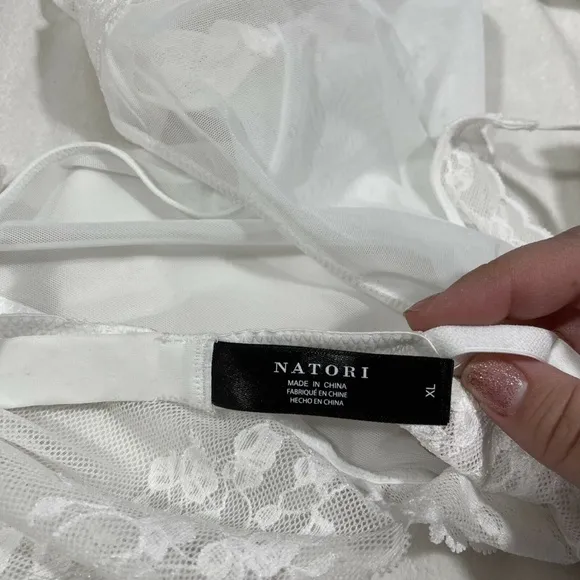 NATORI
MADE IN CHINA
FABRIQUÉ EN CHINE
HECHO EN CHINA
XL